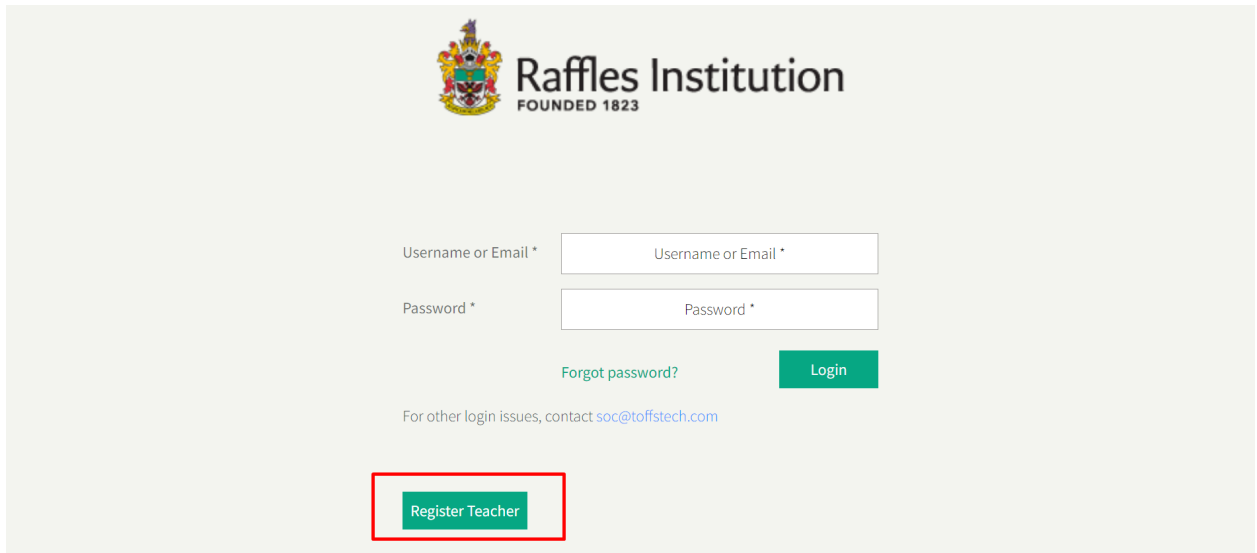 Raffles Institution
FOUNDED 1823
Username or Email * Username or Email *
Password * Password *
Forgot password? Login
For other login issues, contact soc@toffstech.com
Register Teacher